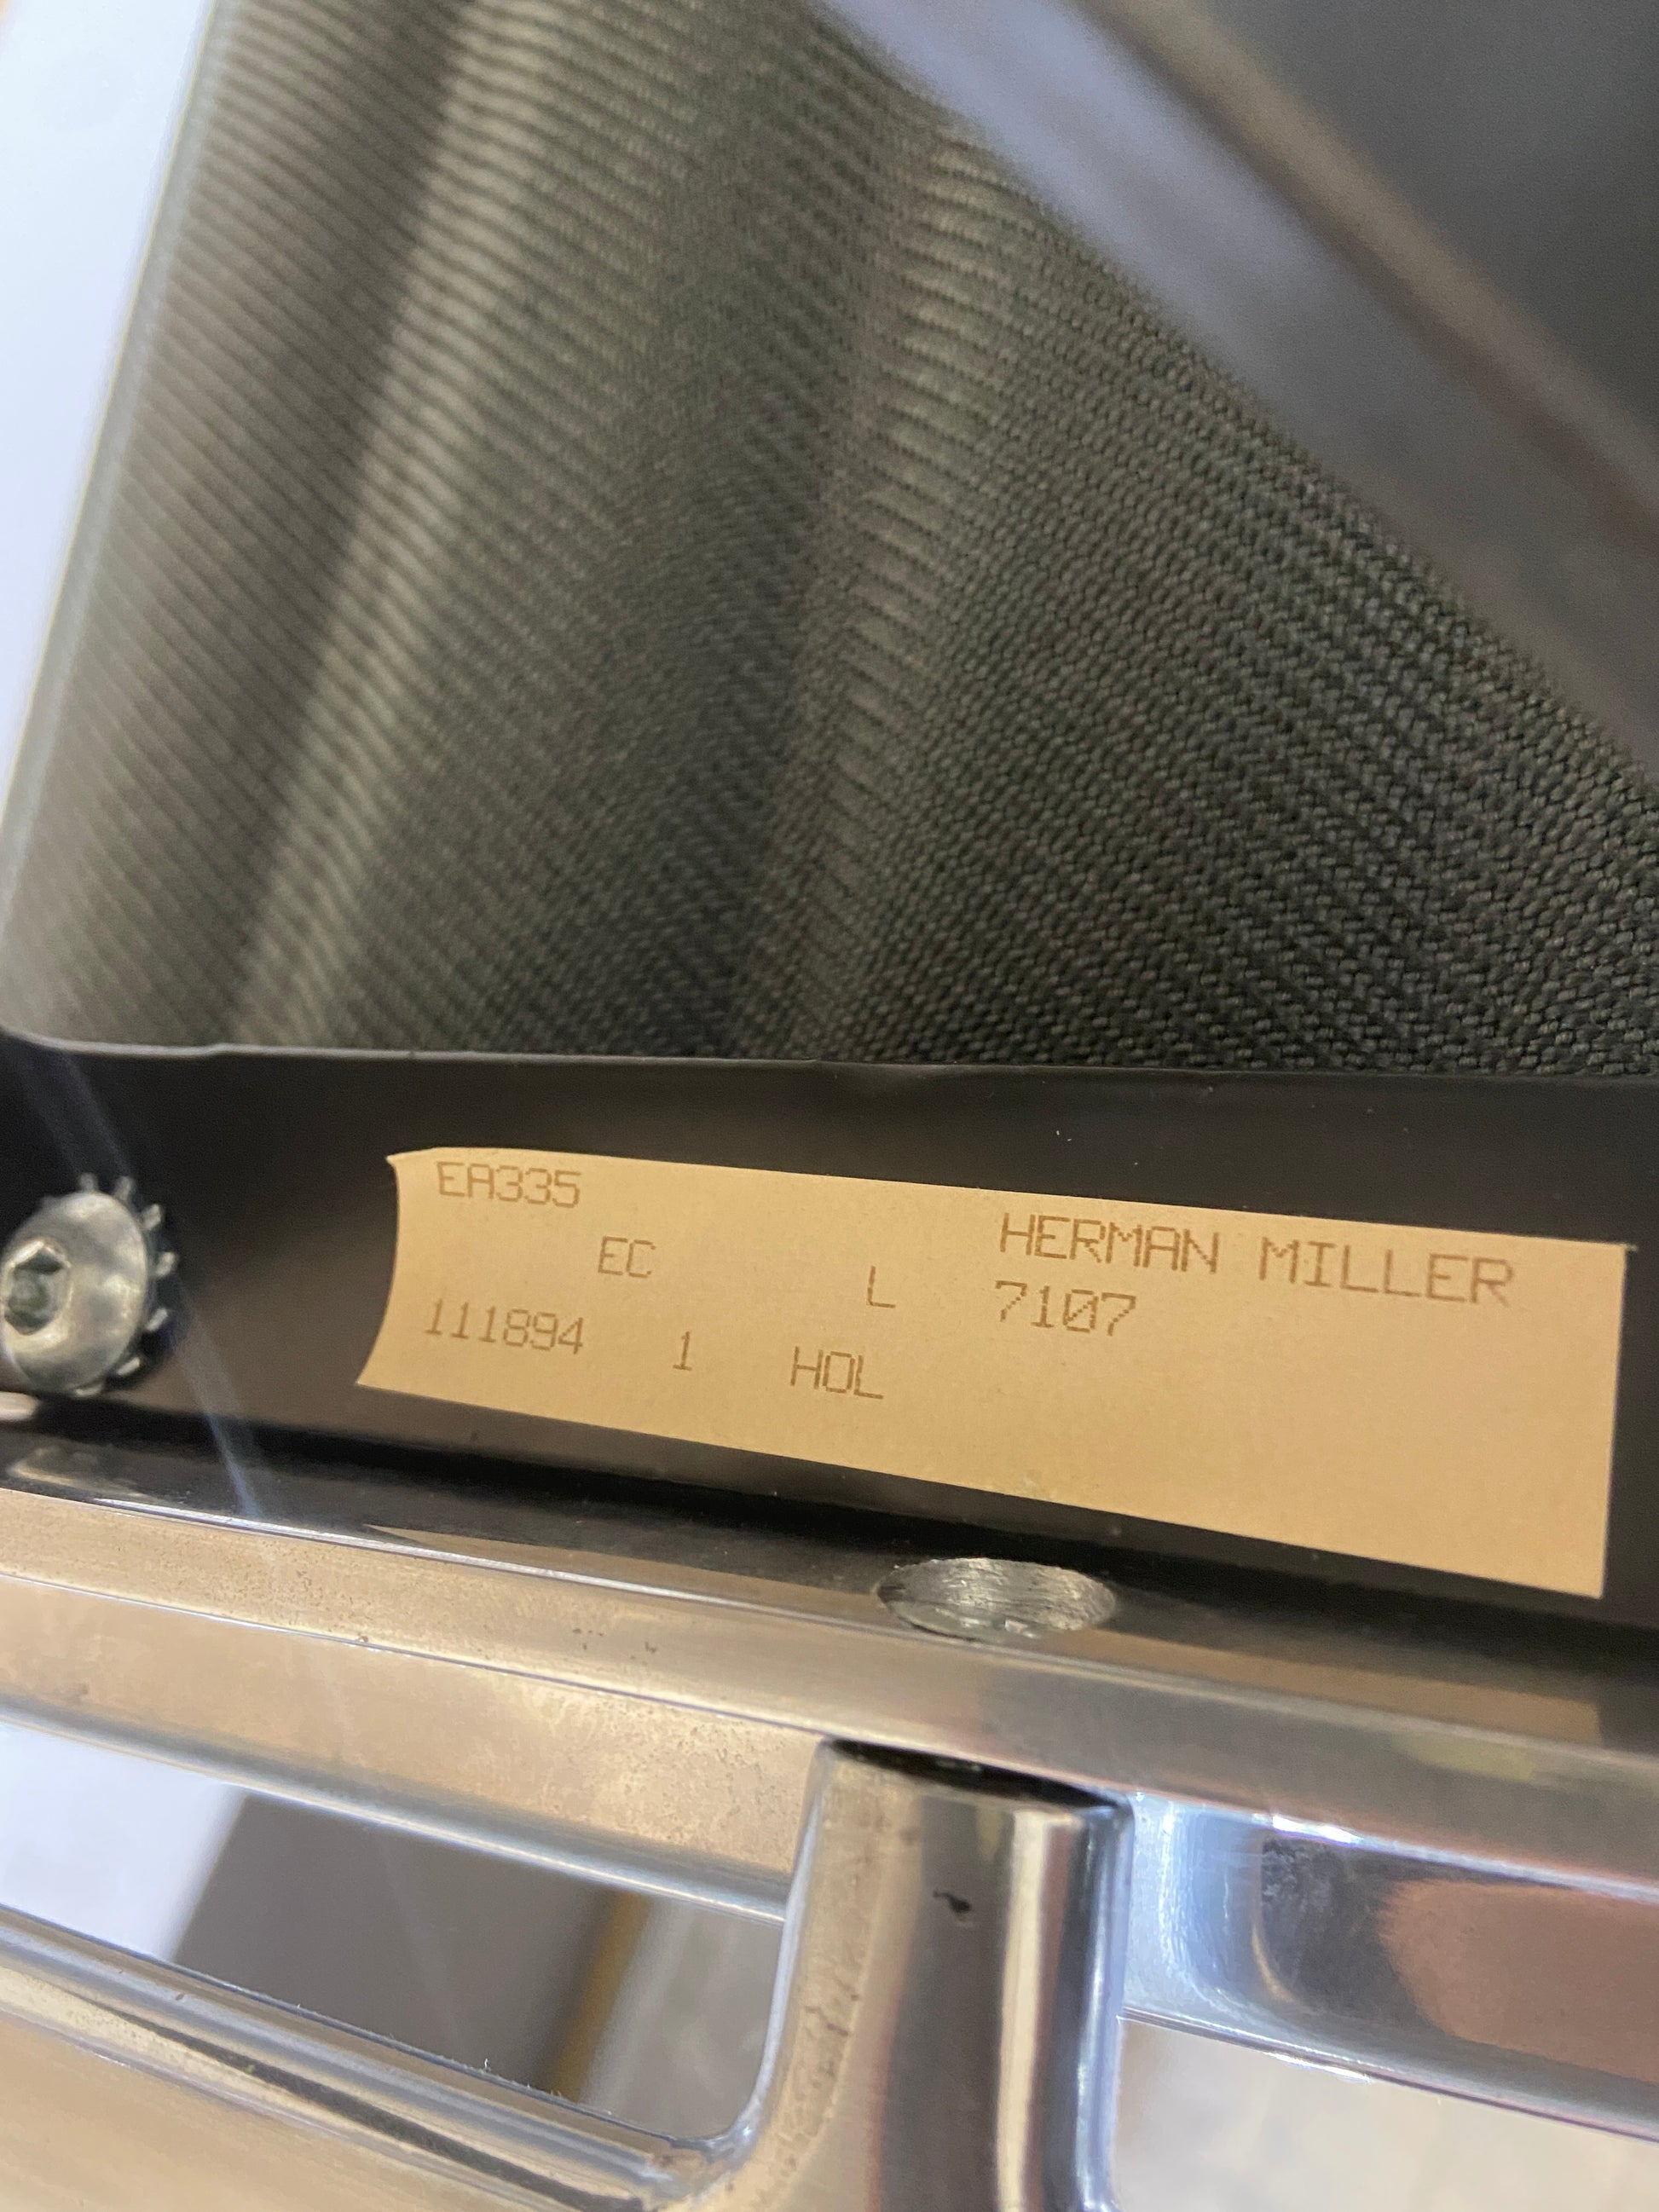 EA335
HERMAN MILLER
EC L 7107
111894 1 HOL